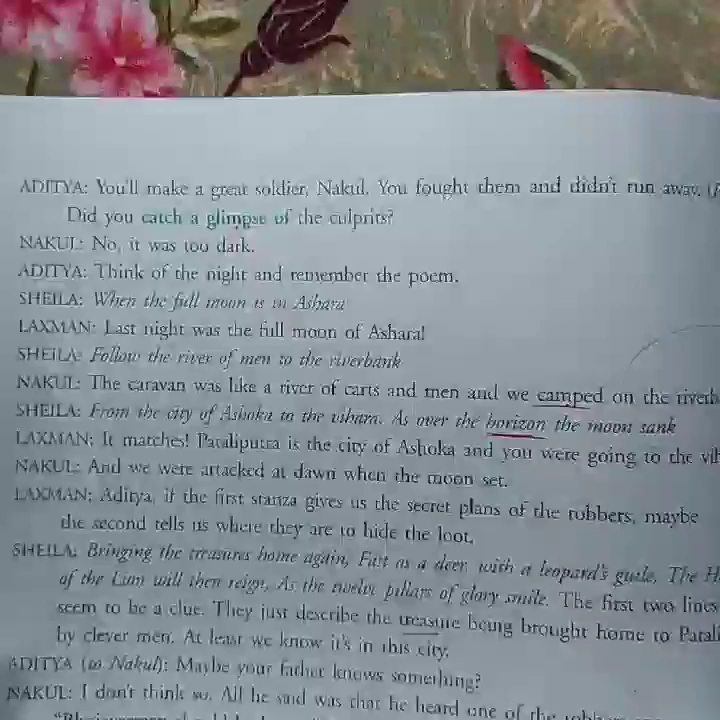 ADITYA: You'll make a great soldier, Nakul. You fought them and didn't run away.
Did you catch a glimpse of the culprits?
NAKUL: No, it was too dark.
ADITYA: Think of the night and remember the poem.
SHEILA: When the full moon is in Ashara
LAXMAN: Last night was the full moon of Ashara!
SHEILA: Follow the river of men to the riverbank
NAKUL: The caravan was like a river of carts and men and we camped on the
SHEILA: From the city of Ashoka to the vihara. As over the horizon the moon sank
LAXMAN: It matches! Pataliputra is the city of Ashoka and you were going to the
NAKUL: And we were attacked at dawn when the moon set.
LAXMAN: Aditya, if the first stanza gives us the secret plans of the robbers, maybe
the second tells us where they are to hide the loot.
SHEILA: Bringing the treasures home again, Fast as a deer with a leopard's guile. The
of the Lion will then reign, As the twelve pillars of glory smile. The first two lines
seem to be a clue. They just describe the treasure being brought home to
by clever men. At least we know it's in this city.
ADITYA (to Nakul): Maybe your father knows something?
NAKUL: I don't think so. All he said was that he heard one of the